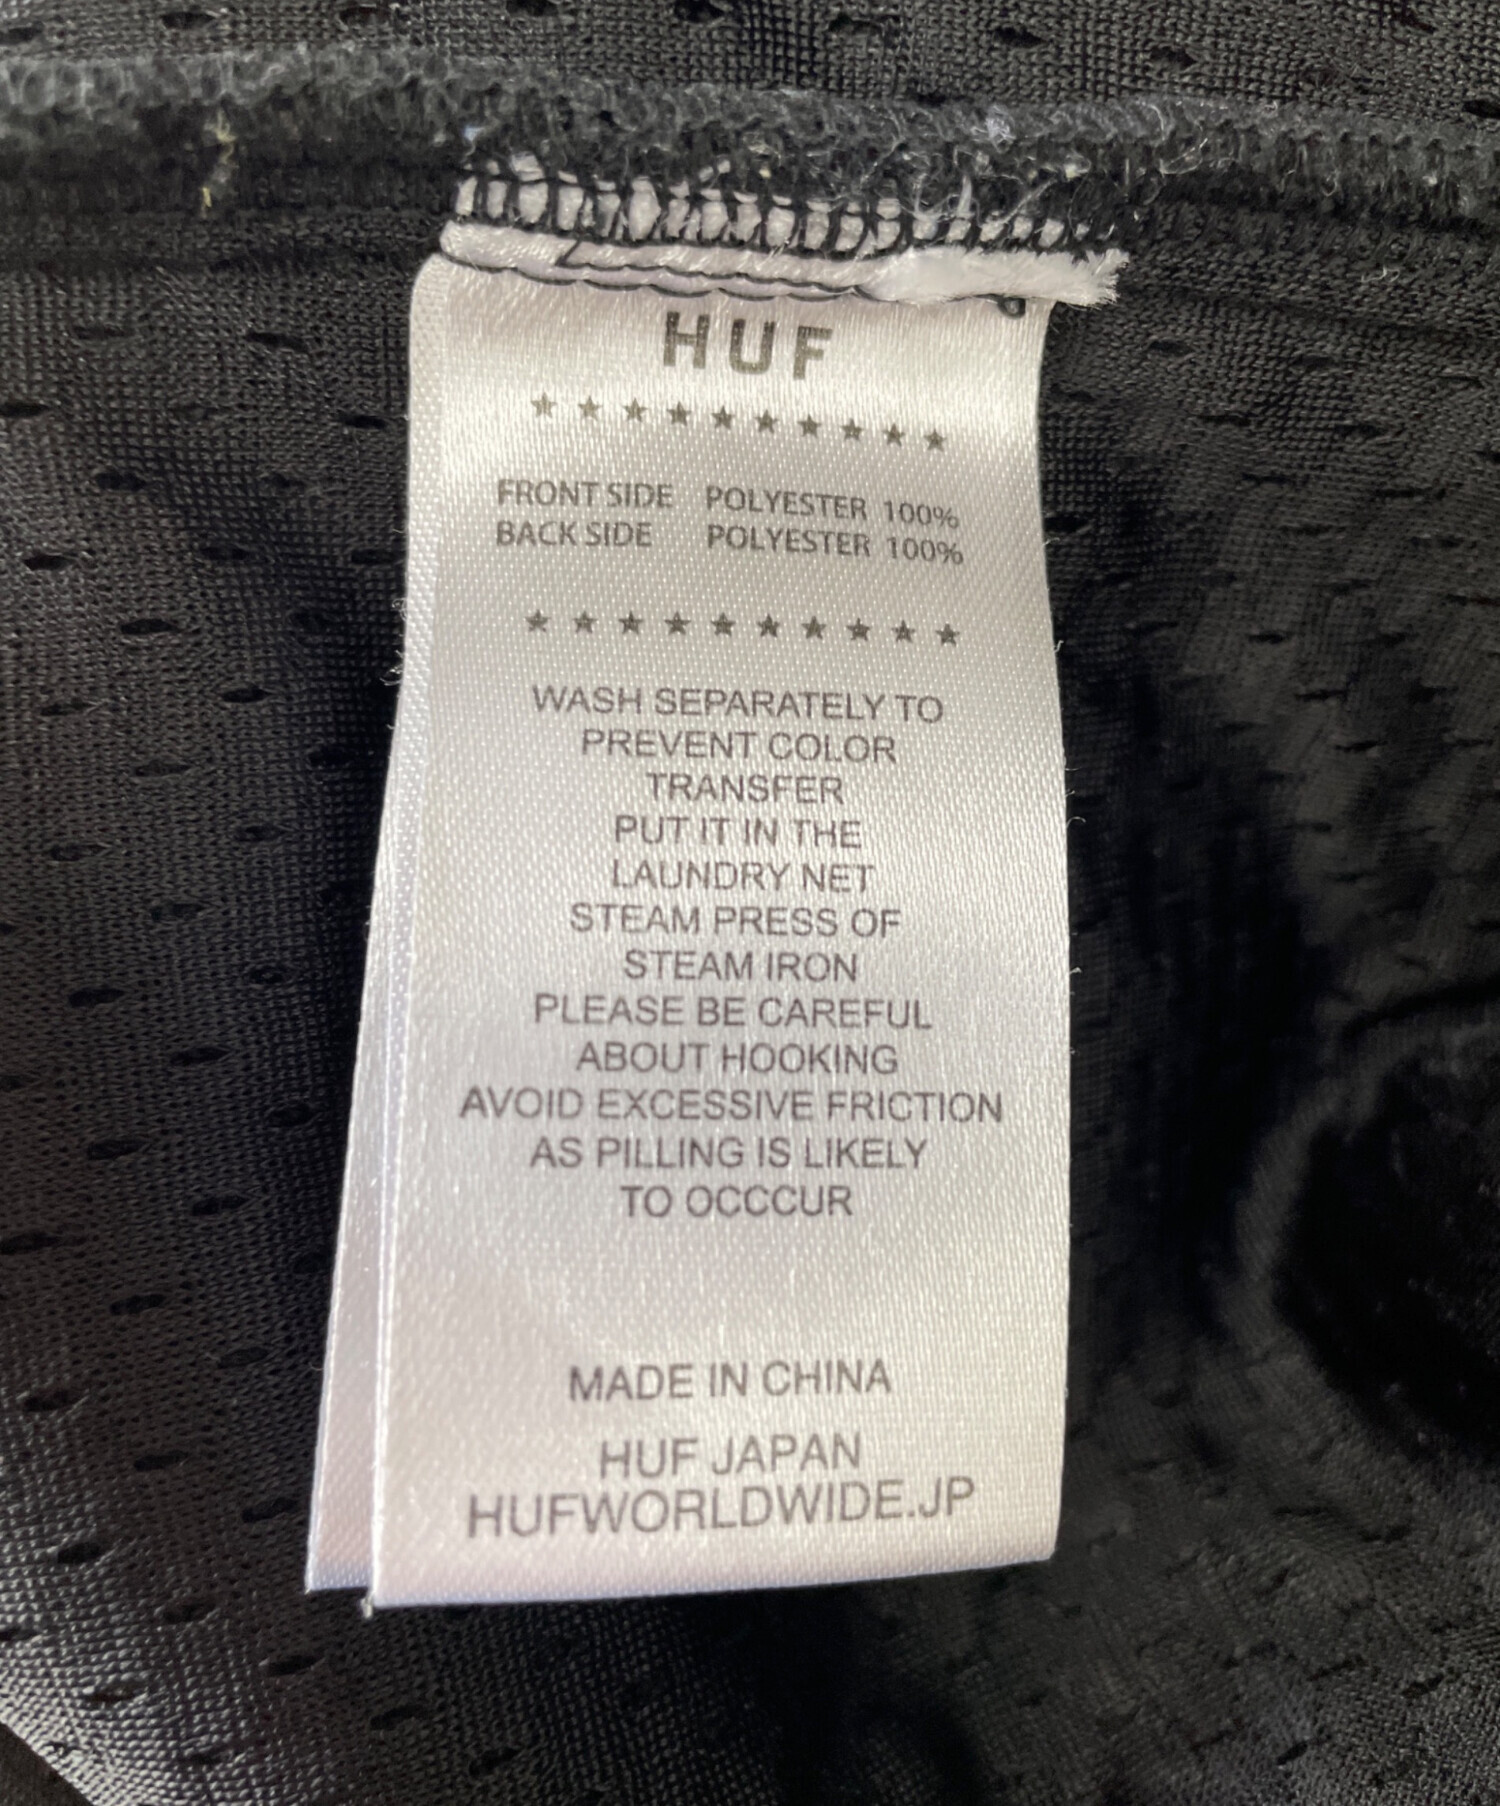 HUF
★ ★ ★ ★ ★ ★ ★ ★ ★ ★
FRONT SIDE POLYESTER 100%
BACK SIDE POLYESTER 100%
★ ★ ★ ★ ★ ★ ★ ★ ★ ★
WASH SEPARATELY TO
PREVENT COLOR
TRANSFER
PUT IT IN THE
LAUNDRY NET
STEAM PRESS OF
STEAM IRON
PLEASE BE CAREFUL
ABOUT HOOKING
AVOID EXCESSIVE FRICTION
AS PILLING IS LIKELY
TO OCCCUR
MADE IN CHINA
HUF JAPAN
HUFWORLDWIDE.JP